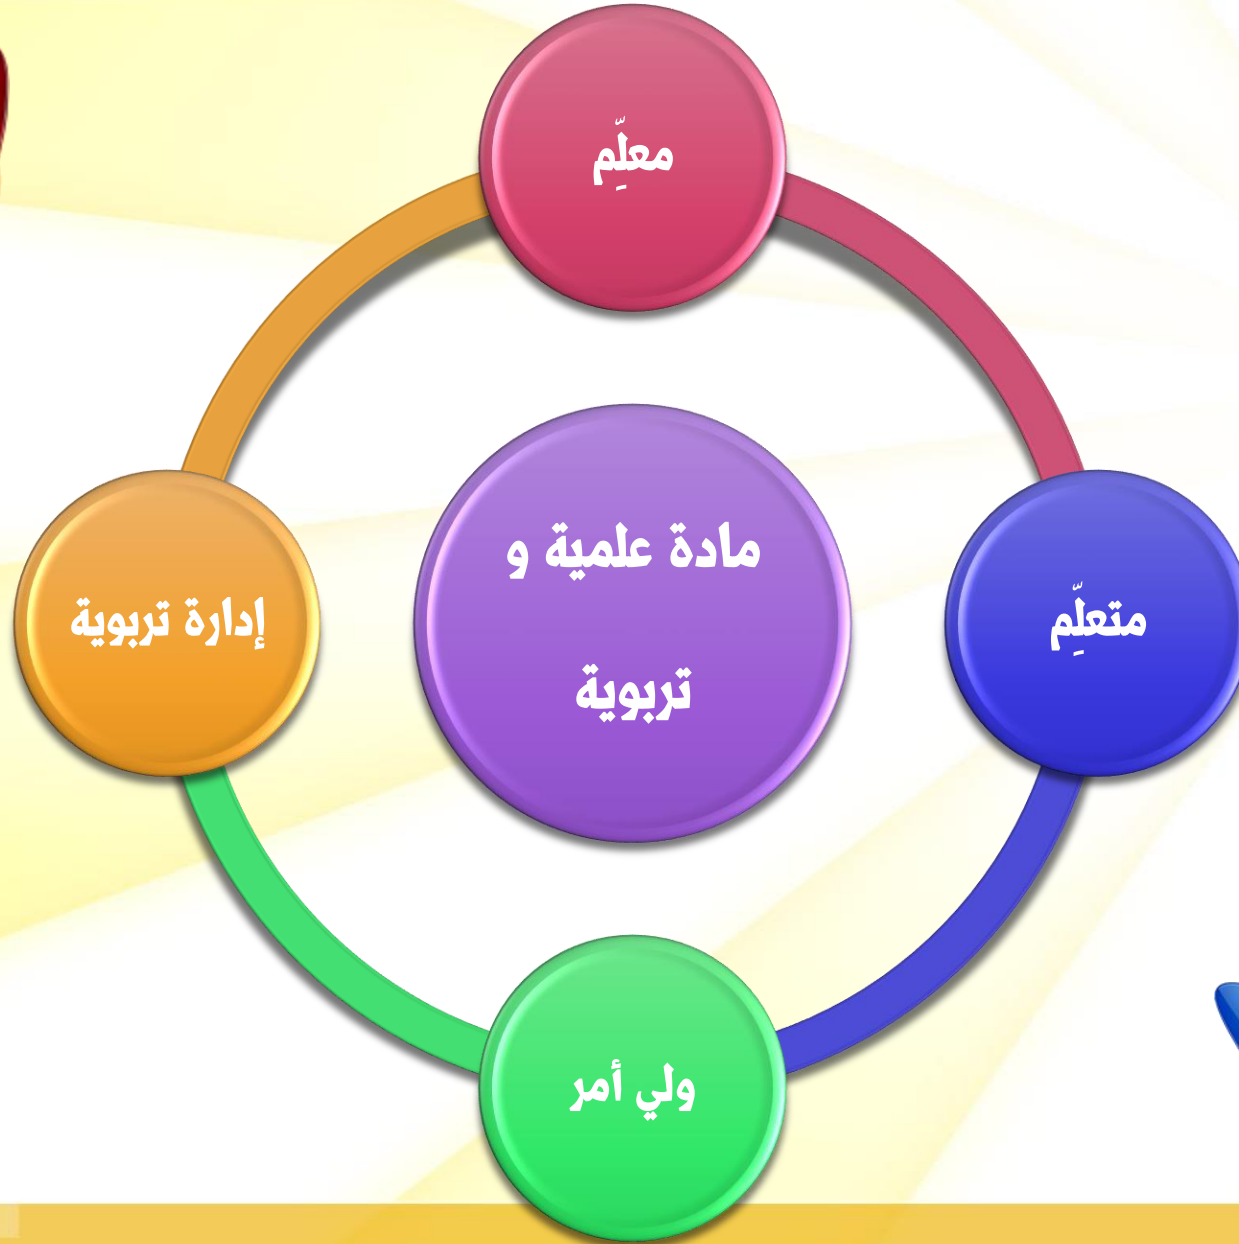 معلِّم
مادة علمية و
تربوية
متعلِّم
إدارة تربوية
ولي أمر